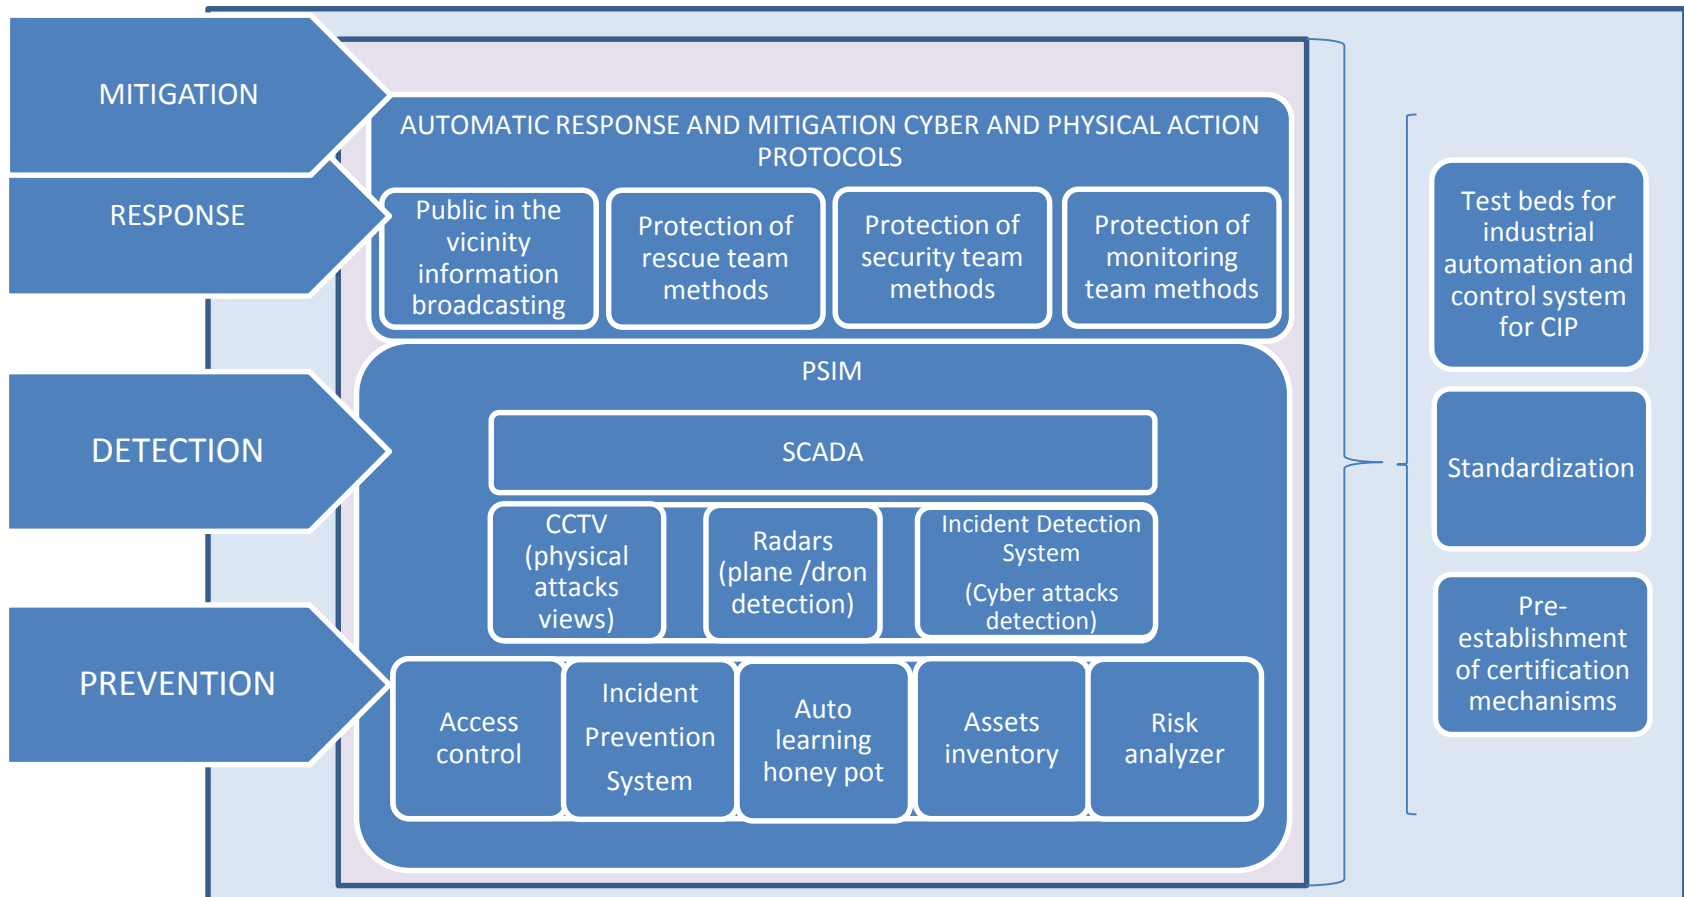 MITIGATION
RESPONSE
DETECTION
PREVENTION
AUTOMATIC RESPONSE AND MITIGATION CYBER AND PHYSICAL ACTION
PROTOCOLS
Public in the
vicinity
information
broadcasting
Protection of
rescue team
methods
Protection of
security team
methods
Protection of
monitoring
team methods
PSIM
SCADA
CCTV
(physical
attacks
views)
Radars
(plane /dron
detection)
Incident Detection
System
(Cyber attacks
detection)
Access
control
Incident
Prevention
System
Auto
learning
honey pot
Assets
inventory
Risk
analyzer
Test beds for
industrial
automation and
control system
for CIP
Standardization
Pre-
establishment
of certification
mechanisms